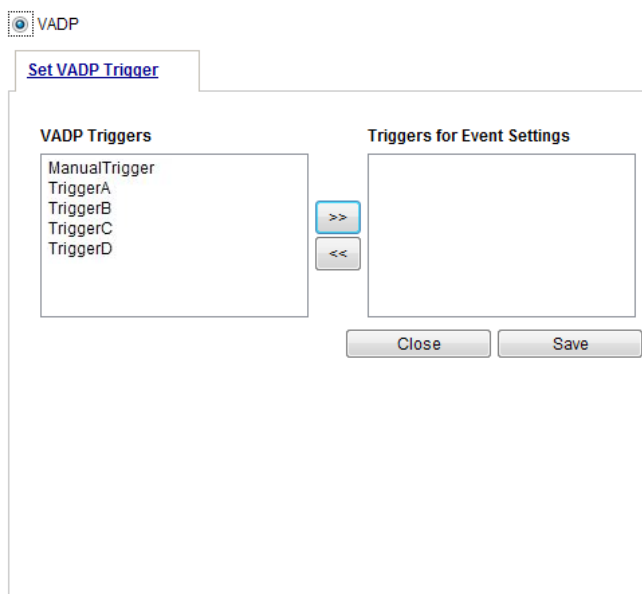 VADP
Set VADP Trigger
VADP Triggers
Triggers for Event Settings
ManualTrigger
TriggerA
TriggerB
TriggerC
TriggerD
>>
<<
Close
Save